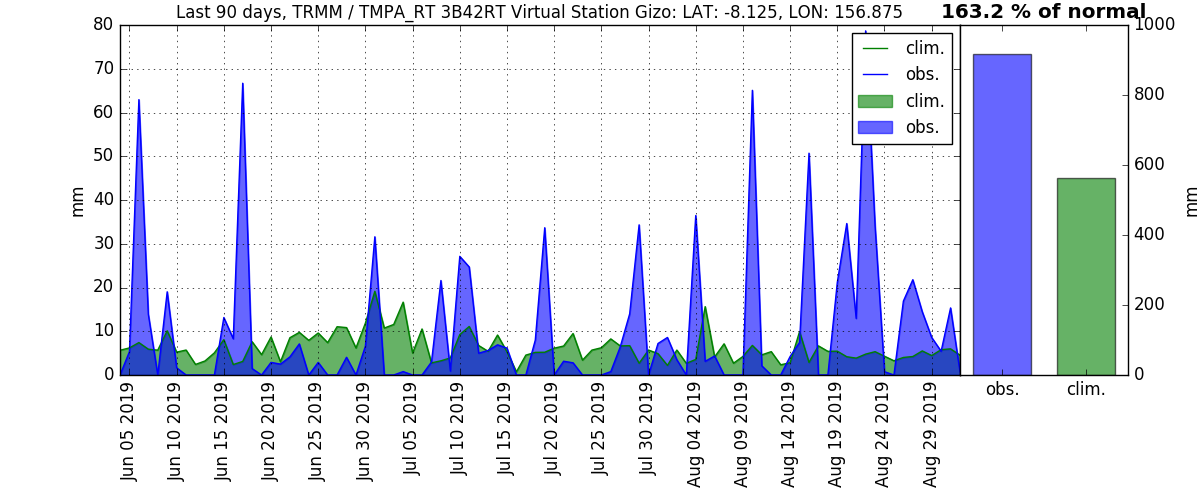 Last 90 days, TRMM / TMPA_RT 3B42RT Virtual Station Gizo: LAT: -8.125, LON: 156.875
163.2 % of normal
80
70
60
50
40
30
20
10
0
mm
clim.
obs.
clim.
obs.
Jun 05 2019
Jun 10 2019
Jun 15 2019
Jun 20 2019
Jun 25 2019
Jun 30 2019
Jul 05 2019
Jul 10 2019
Jul 15 2019
Jul 20 2019
Jul 25 2019
Jul 30 2019
Aug 04 2019
Aug 09 2019
Aug 14 2019
Aug 19 2019
Aug 24 2019
Aug 29 2019
1000
800
600
400
200
0
mm
obs.
clim.